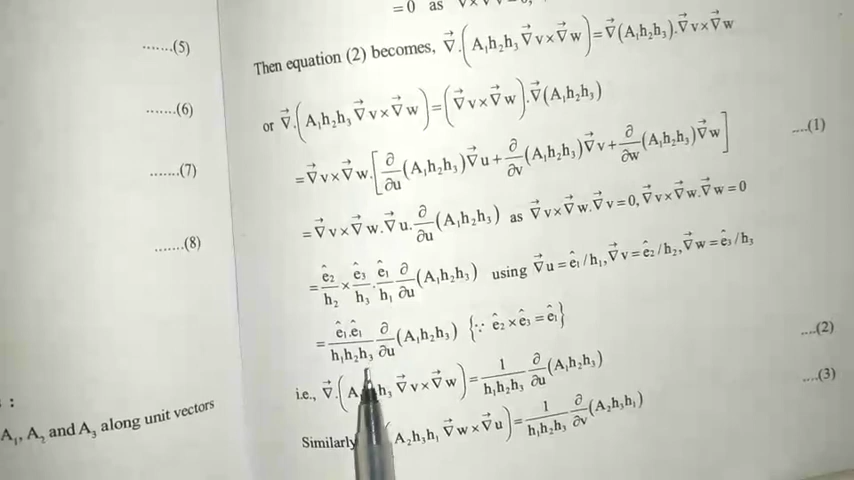 .......(5)
.......(6)
.......(7)
.......(8)
:
A₁, A₂ and A₃ along unit vectors
=0 as
Then equation (2) becomes, ∇⃗.(A₁h₂h₃ ∇⃗v×∇⃗w)=∇⃗(A₁h₂h₃).∇⃗v×∇⃗w
or ∇⃗.(A₁h₂h₃ ∇⃗v×∇⃗w)=(∇⃗v×∇⃗w).∇⃗(A₁h₂h₃)
=∇⃗v×∇⃗w.[∂/∂u(A₁h₂h₃)∇⃗u+∂/∂v(A₁h₂h₃)∇⃗v+∂/∂w(A₁h₂h₃)∇⃗w] ....(1)
=∇⃗v×∇⃗w.∇⃗u.∂/∂u(A₁h₂h₃) as ∇⃗v×∇⃗w.∇⃗v=0,∇⃗v×∇⃗w.∇⃗w=0
=ê₂/h₂×ê₃/h₃.ê₁/h₁ ∂/∂u(A₁h₂h₃) using ∇⃗u=ê₁/h₁,∇⃗v=ê₂/h₂,∇⃗w=ê₃/h₃
=ê₁.ê₁/h₁h₂h₃ ∂/∂u(A₁h₂h₃) {∵ ê₂×ê₃=ê₁} ....(2)
i.e., ∇⃗.(A h₃ ∇⃗v×∇⃗w)=1/h₁h₂h₃ ∂/∂u(A₁h₂h₃) ....(3)
Similarly (A₂h₃h₁ ∇⃗w×∇⃗u)=1/h₁h₂h₃ ∂/∂v(A₂h₃h₁)